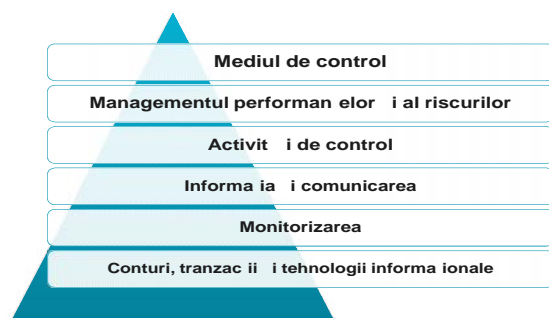 Mediul de control
Managementul performan elor i al riscurilor
Activit i de control
Informa ia i comunicarea
Monitorizarea
Conturi, tranzac ii i tehnologii informa ionale